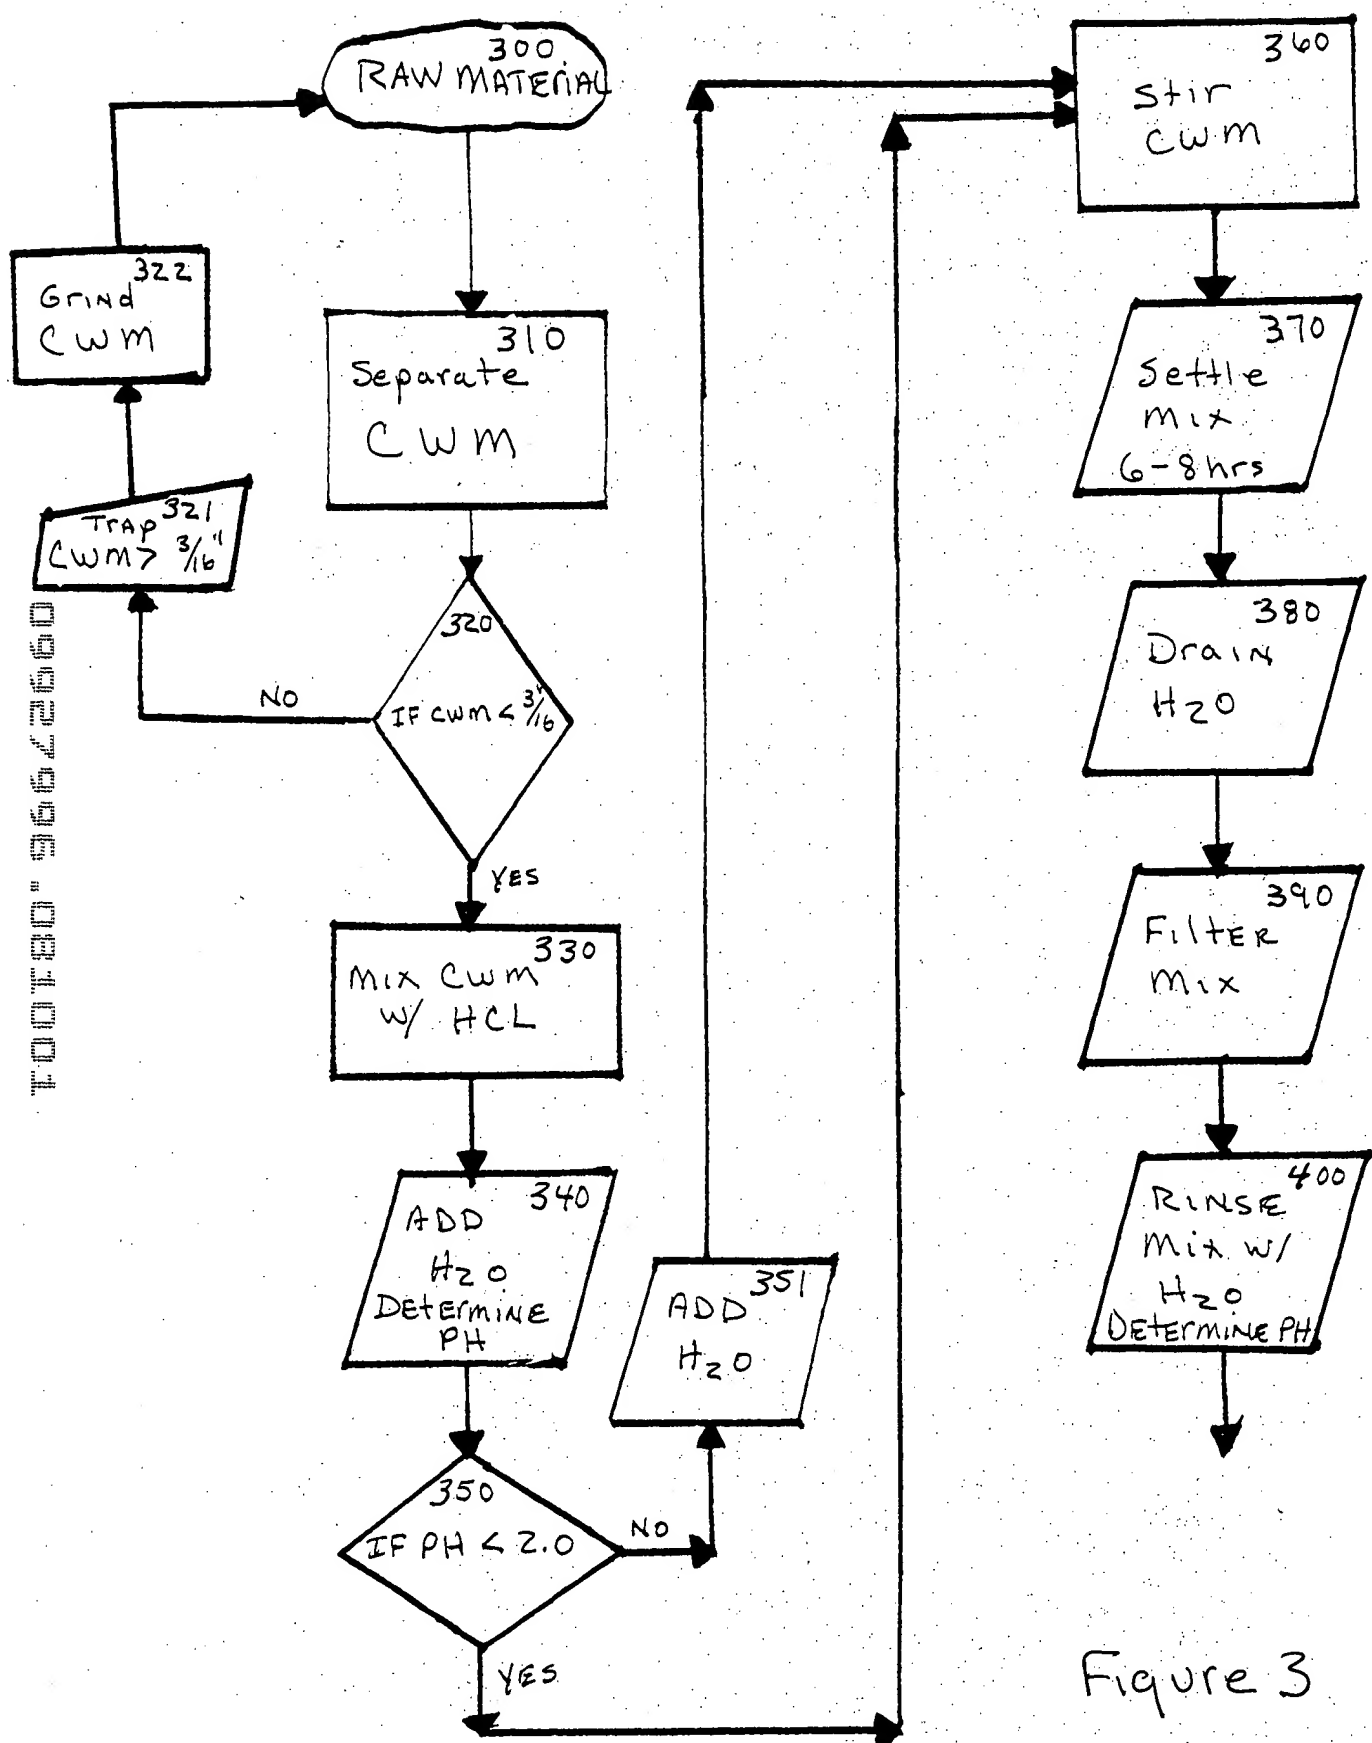 300
RAW MATERIAL
322
Grind
CWM
310
Separate
CWM
321
TRAP
CWM > 3/16"
320
IF CWM < 3/16"
NO
YES
330
Mix CWM
W/ HCL
340
ADD
H2O
DETERMINE
PH
350
IF PH < 2.0
NO
YES
351
ADD
H2O
360
Stir
CWM
370
Settle
Mix
6-8 hrs
380
Drain
H2O
390
Filter
Mix
400
RINSE
Mix w/
H2O
DETERMINE PH
Figure 3
09927996.081001